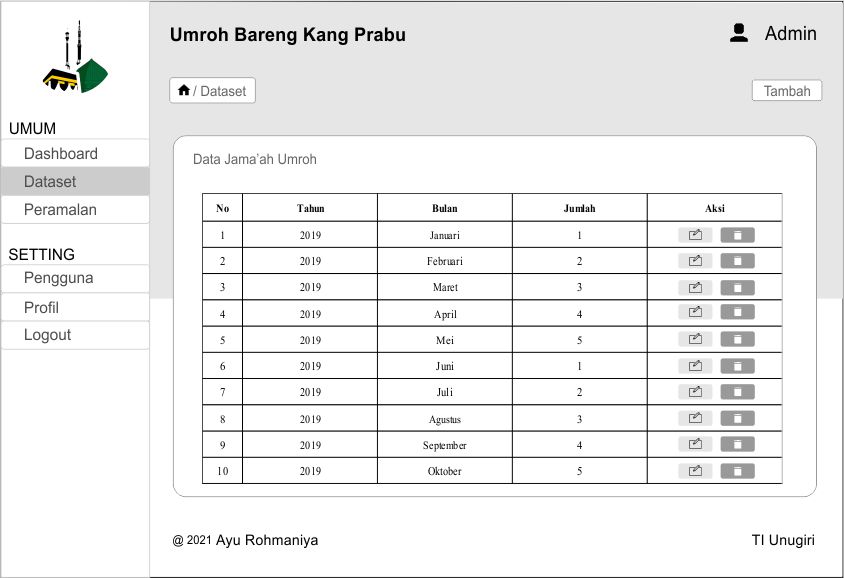 Umroh Bareng Kang Prabu
Admin
/ Dataset
Tambah
UMUM
Dashboard
Dataset
Peramalan
SETTING
Pengguna
Profil
Logout
Data Jama'ah Umroh
No Tahun Bulan Jumlah Aksi
1 2019 Januari 1
2 2019 Februari 2
3 2019 Maret 3
4 2019 April 4
5 2019 Mei 5
6 2019 Juni 1
7 2019 Juli 2
8 2019 Agustus 3
9 2019 September 4
10 2019 Oktober 5
@ 2021 Ayu Rohmaniya
TI Unugiri